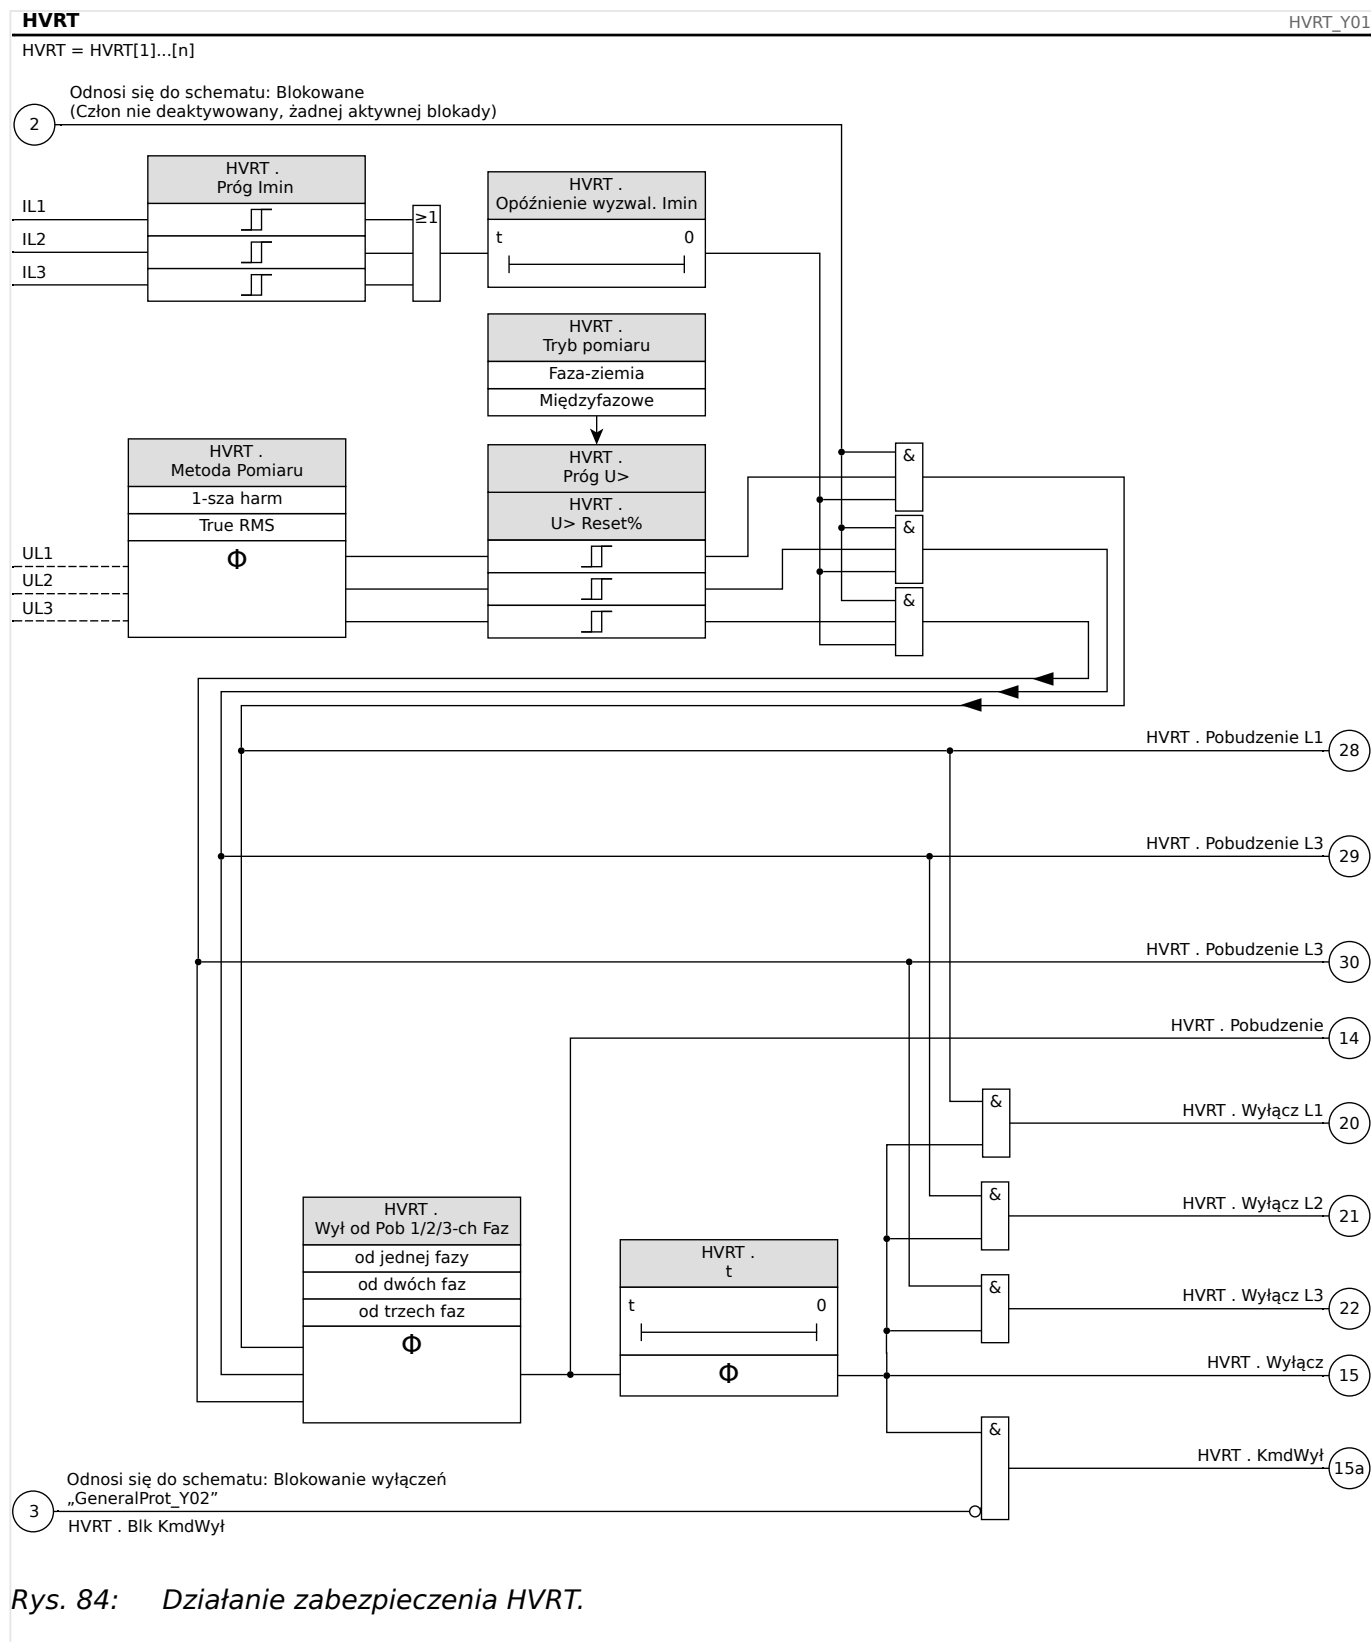 HVRT
HVRT_Y01
HVRT = HVRT[1]...[n]
Odnosi się do schematu: Blokowane
(Człon nie deaktywowany, żadnej aktywnej blokady)
2
HVRT .
Próg Imin
IL1
IL2
IL3
≥1
HVRT .
Opóźnienie wyzwal. Imin
t 0
HVRT .
Tryb pomiaru
Faza-ziemia
Międzyfazowe
HVRT .
Metoda Pomiaru
1-sza harm
True RMS
Φ
UL1
UL2
UL3
HVRT .
Próg U>
HVRT .
U> Reset%
&
&
&
HVRT . Pobudzenie L1
28
HVRT . Pobudzenie L3
29
HVRT . Pobudzenie L3
30
HVRT . Pobudzenie
14
&
HVRT . Wyłącz L1
20
&
HVRT . Wyłącz L2
21
&
HVRT . Wyłącz L3
22
HVRT .
Wył od Pob 1/2/3-ch Faz
od jednej fazy
od dwóch faz
od trzech faz
Φ
HVRT .
t
t 0
Φ
HVRT . Wyłącz
15
&
HVRT . KmdWył
15a
Odnosi się do schematu: Blokowanie wyłączeń
„GeneralProt_Y02”
3
HVRT . Blk KmdWył
Rys. 84: Działanie zabezpieczenia HVRT.